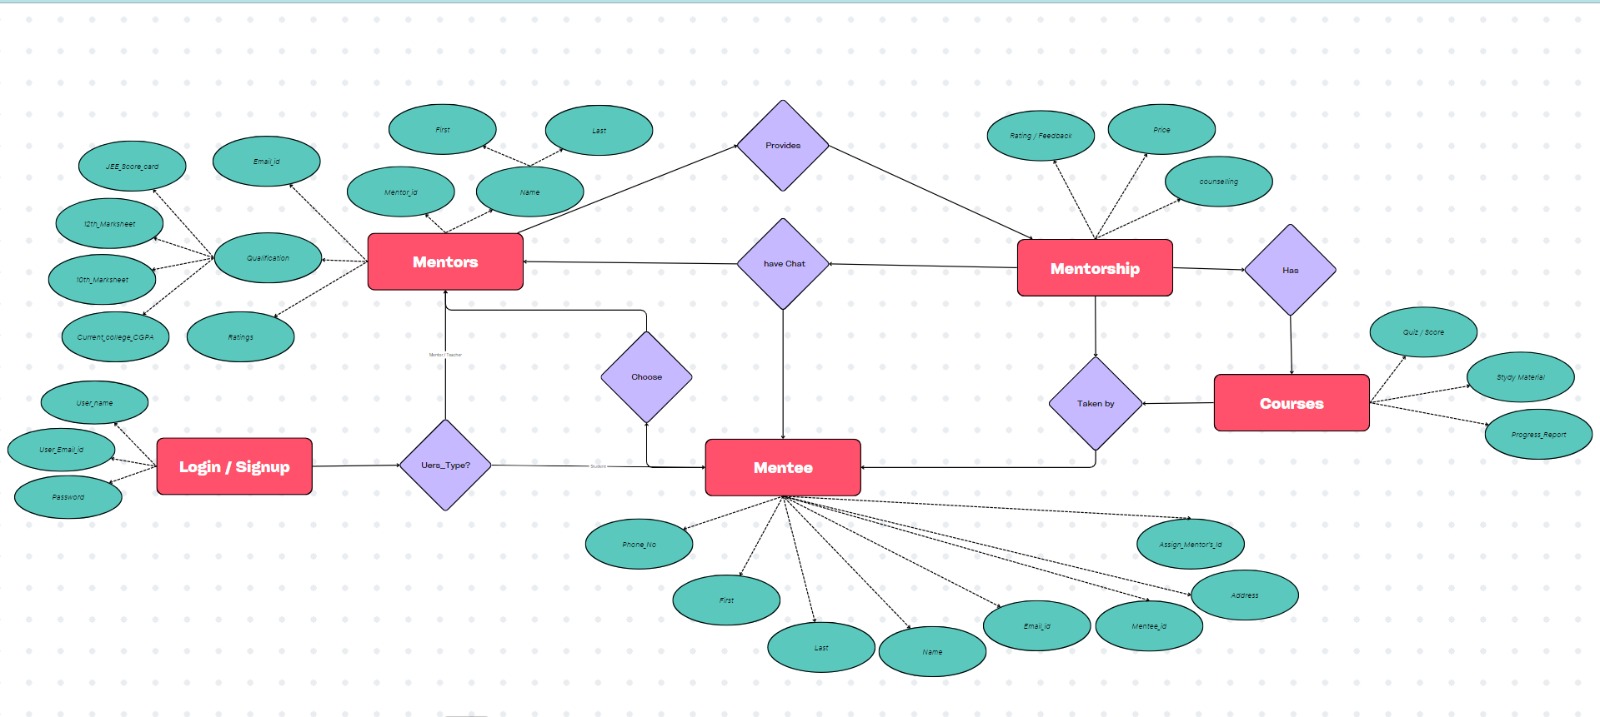 First
Last
Provides
Rating / Feedback
Price
JEE_Score_card
Email_id
Mentor_id
Name
counselling
12th_Marksheet
Qualification
Mentors
have Chat
Mentorship
Has
10th_Marksheet
Current_college_CGPA
Ratings
Mentor / Teacher
Choose
Quiz / Score
Stydy Material
User_name
Taken by
Courses
Progress_Report
User_Email_id
Login / Signup
Uers_Type?
Student
Mentee
Password
Phone_No
Assign_Mentor's_Id
First
Address
Last
Name
Email_id
Mentee_id